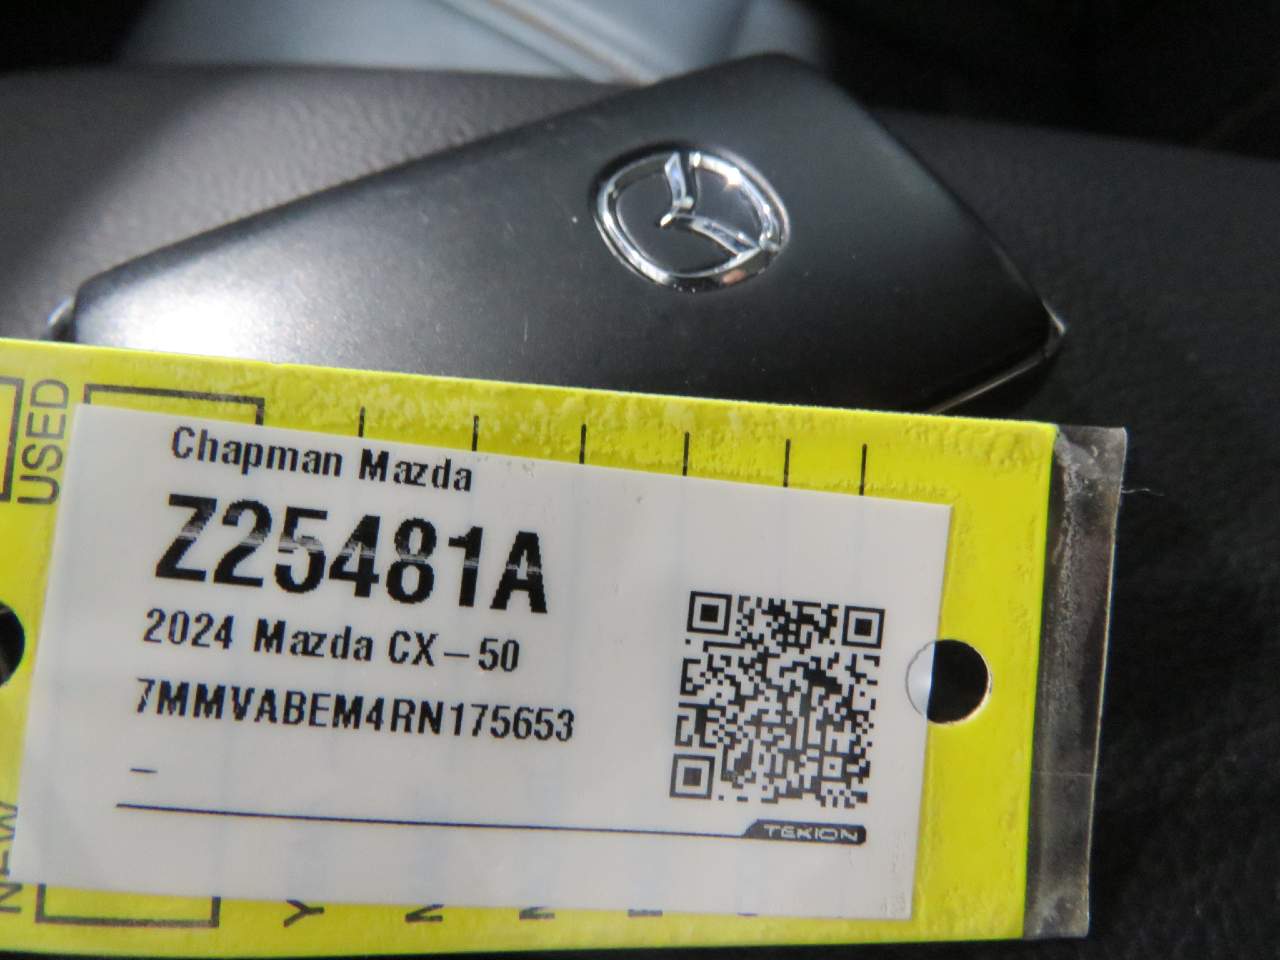 USED
Chapman Mazda
Z25481A
2024 Mazda CX-50
7MMVABEM4RN175653
-
TEKION
NEW